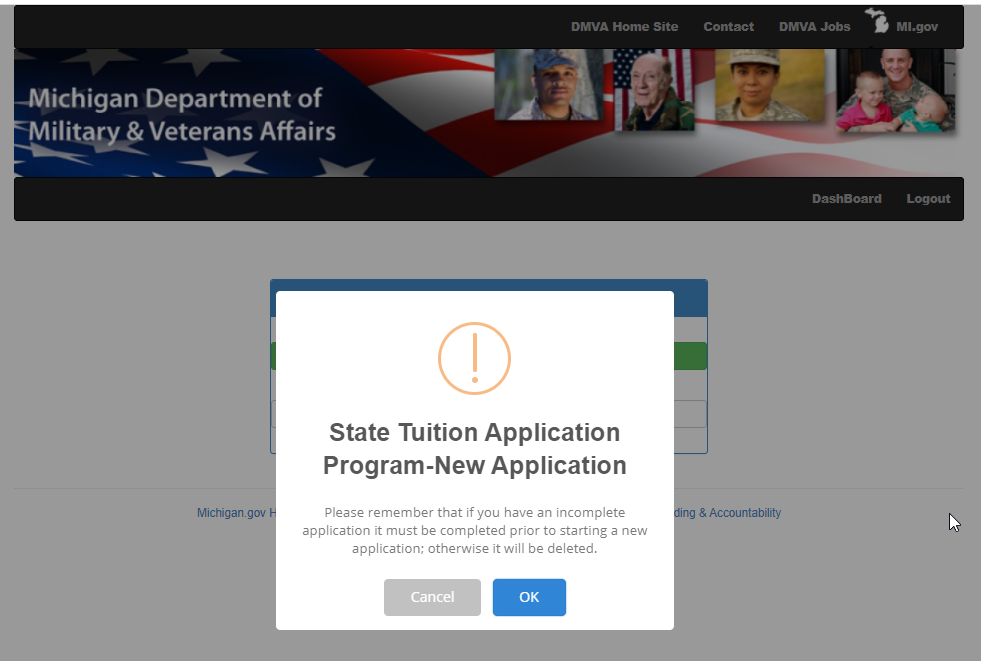 DMVA Home Site Contact DMVA Jobs MI.gov
Michigan Department of
Military & Veterans Affairs
DashBoard Logout
State Tuition Application
Program-New Application
Michigan.gov H
ding & Accountability
Please remember that if you have an incomplete
application it must be completed prior to starting a new
application; otherwise it will be deleted.
Cancel OK